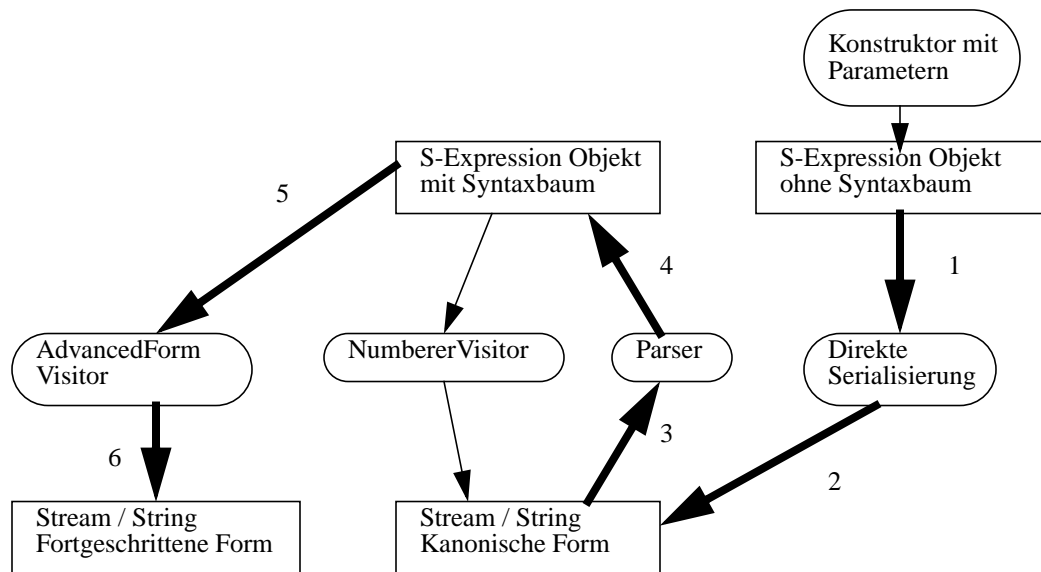 Konstruktor mit
Parametern
S-Expression Objekt
mit Syntaxbaum
S-Expression Objekt
ohne Syntaxbaum
5
4
1
AdvancedForm
Visitor
NumbererVisitor
Parser
Direkte
Serialisierung
6
3
2
Stream / String
Fortgeschrittene Form
Stream / String
Kanonische Form